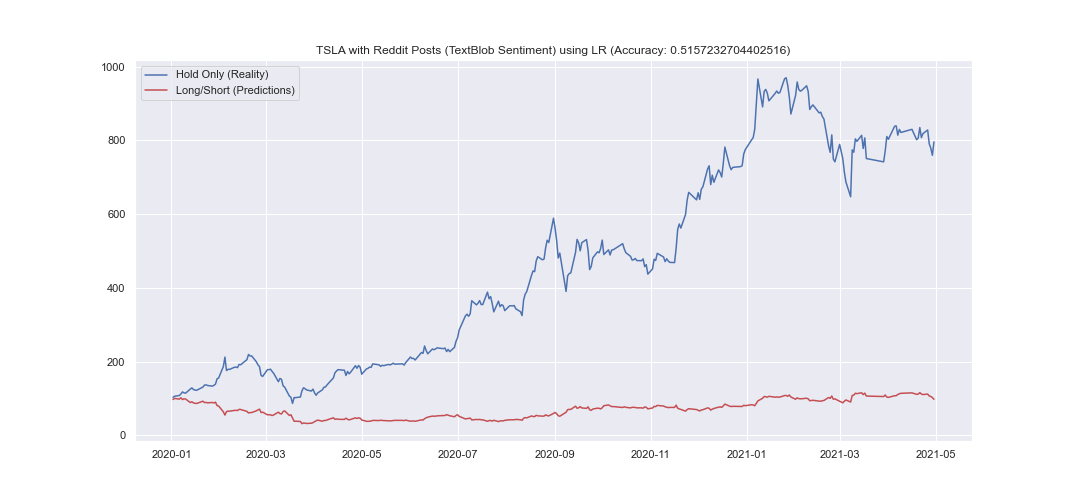 TSLA with Reddit Posts (TextBlob Sentiment) using LR (Accuracy: 0.5157232704402516)
Hold Only (Reality)
Long/Short (Predictions)
1000
800
600
400
200
0
2020-01 2020-03 2020-05 2020-07 2020-09 2020-11 2021-01 2021-03 2021-05